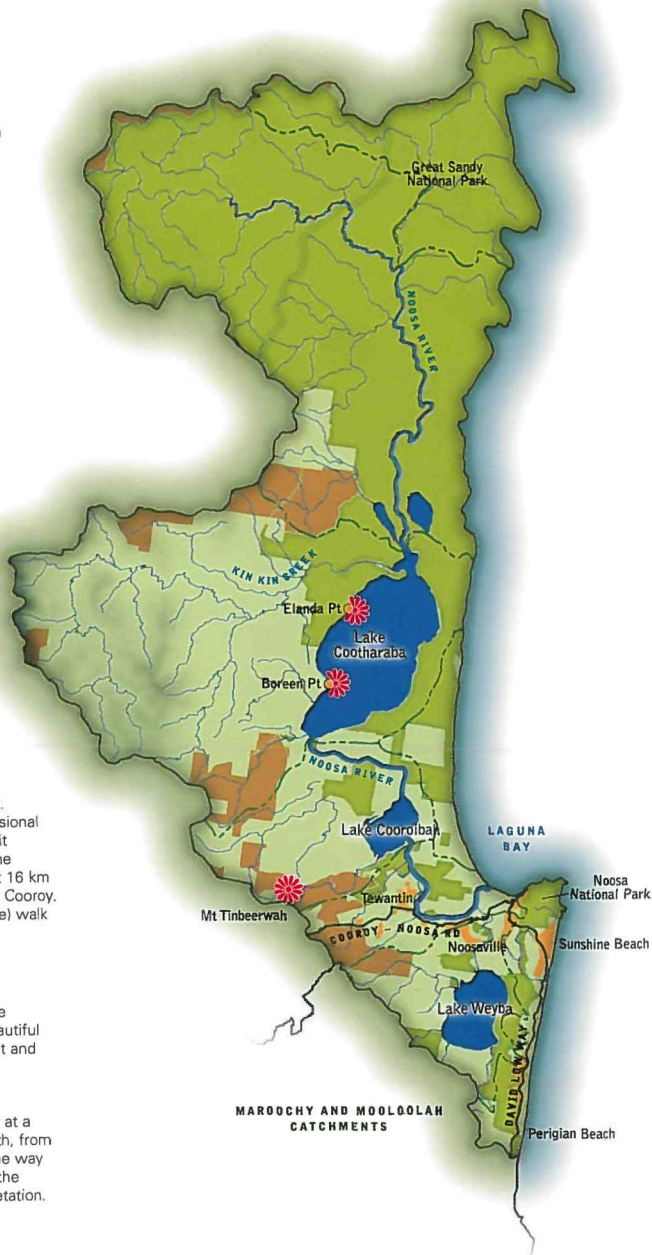 Great Sandy
National Park
NOOSA RIVER
KIN KIN CREEK
Elanda Pt
Lake
Cootharaba
Boreen Pt
NOOSA RIVER
Lake Cooroibah
LAGUNA
BAY
Noosa
National Park
Tewantin
Mt Tinbeerwah
COOROY - NOOSA RD
Noosaville
Sunshine Beach
Lake Weyba
DAVID LOW WAY
MAROOCHY AND MOOLOOLAH
CATCHMENTS
Perigian Beach
sional
it
16 km
Cooroy.
e) walk
autiful
t and
at a
th, from
e way
the
etation.